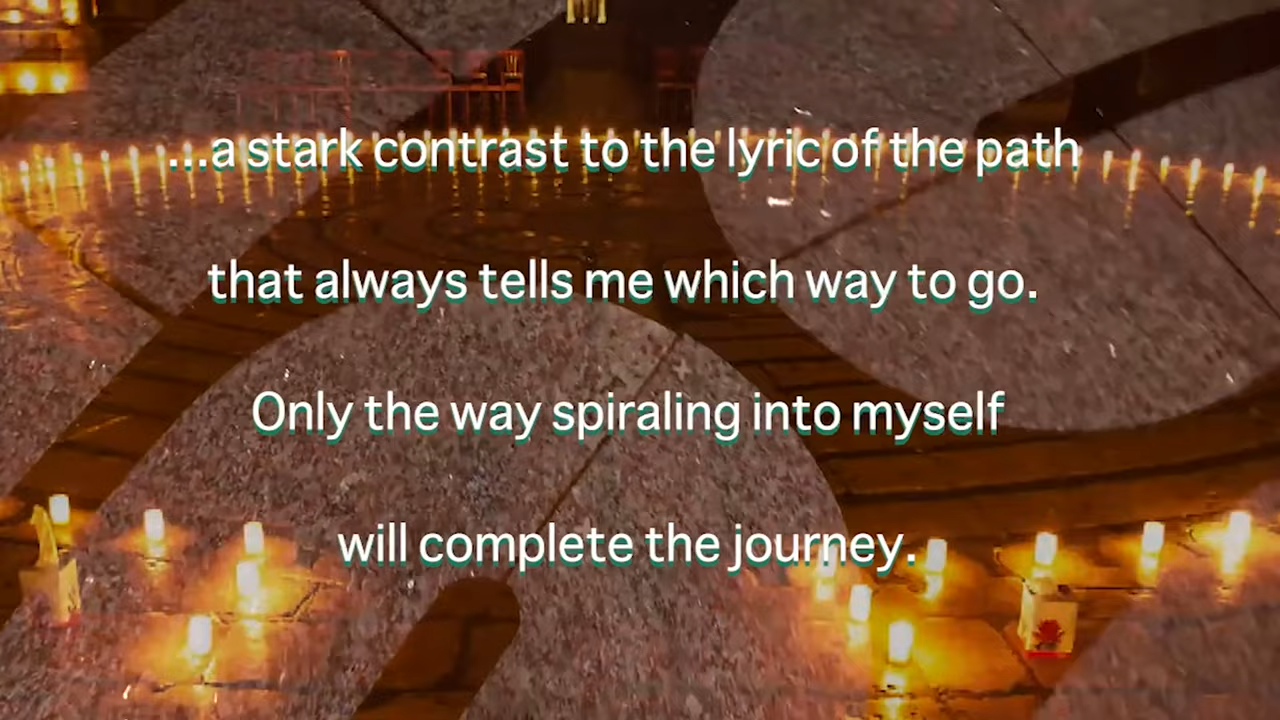 ...a stark contrast to the lyric of the path
that always tells me which way to go.
Only the way spiraling into myself
will complete the journey.